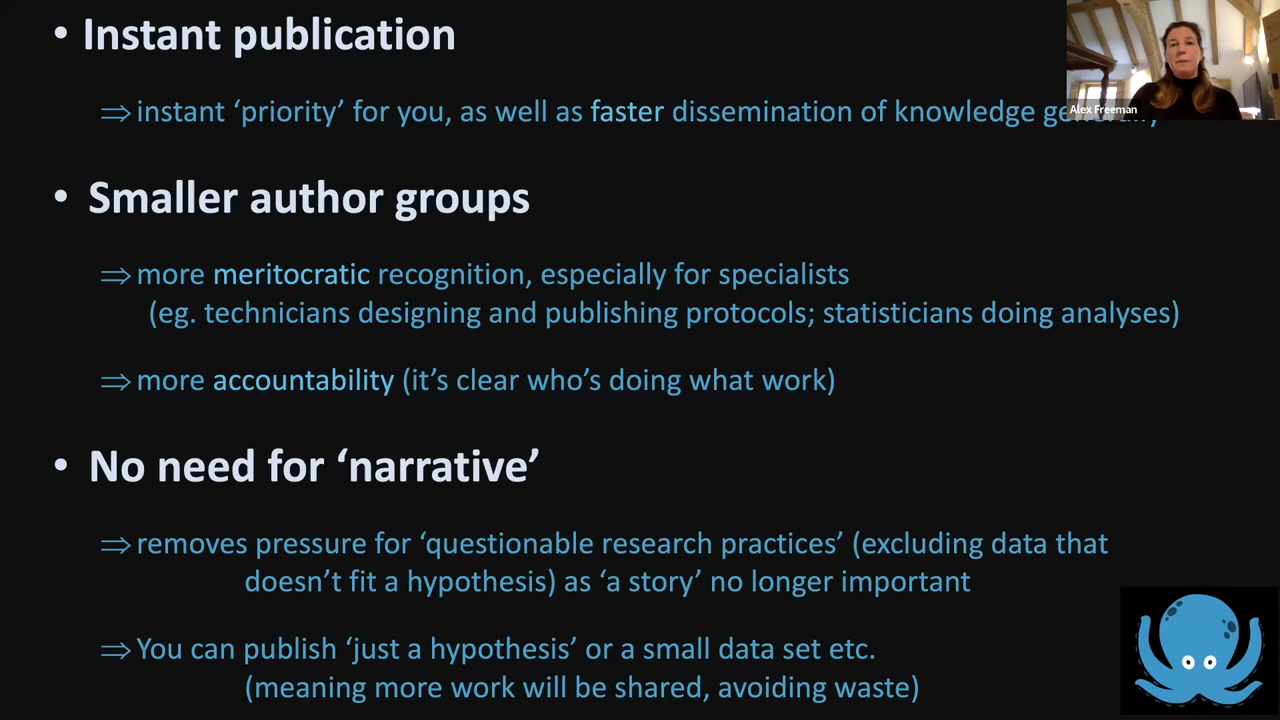 • Instant publication
⇒ instant ‘priority’ for you, as well as faster dissemination of knowledge
Alex Freeman
• Smaller author groups
⇒ more meritocratic recognition, especially for specialists
(eg. technicians designing and publishing protocols; statisticians doing analyses)
⇒ more accountability (it’s clear who’s doing what work)
• No need for ‘narrative’
⇒ removes pressure for ‘questionable research practices’ (excluding data that
doesn’t fit a hypothesis) as ‘a story’ no longer important
⇒ You can publish ‘just a hypothesis’ or a small data set etc.
(meaning more work will be shared, avoiding waste)